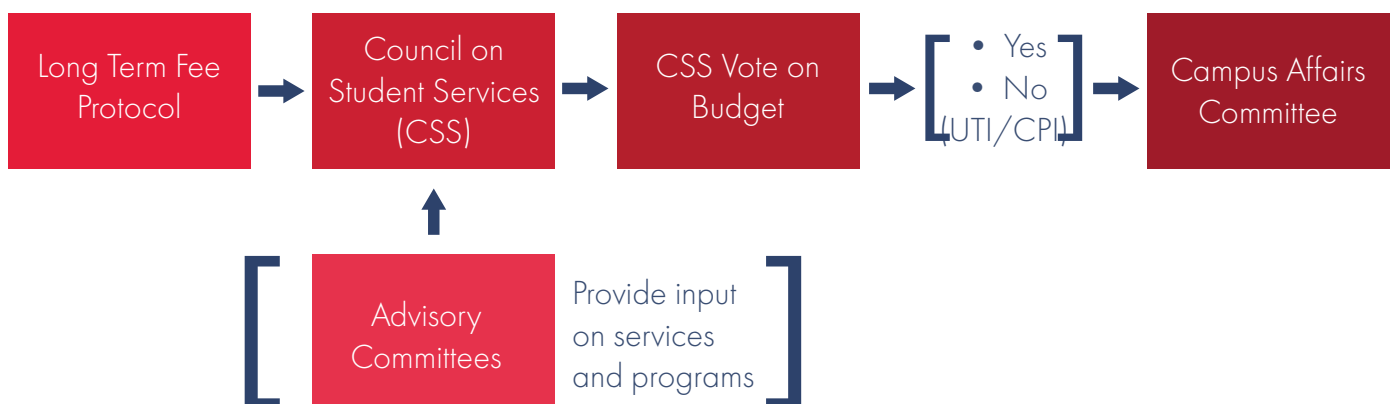 Long Term Fee
Protocol
Council on
Student Services
(CSS)
CSS Vote on
Budget
• Yes
• No
(UTI/CPI)
Campus Affairs
Committee
Advisory
Committees
Provide input
on services
and programs